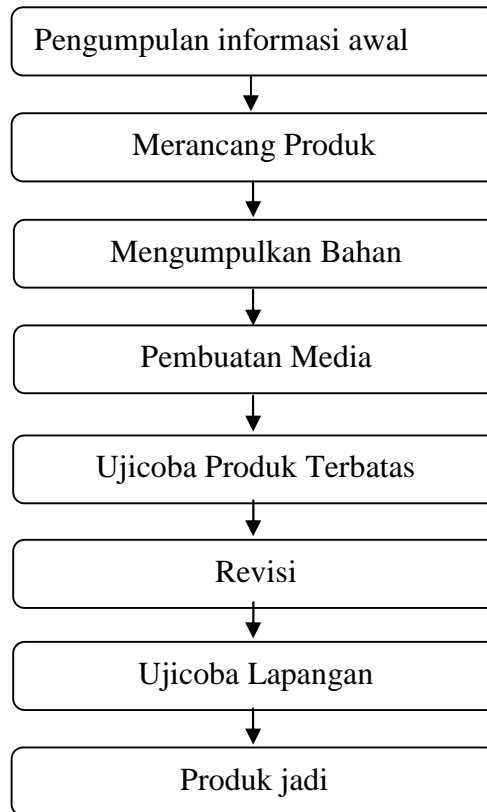 Pengumpulan informasi awal
Merancang Produk
Mengumpulkan Bahan
Pembuatan Media
Ujicoba Produk Terbatas
Revisi
Ujicoba Lapangan
Produk jadi